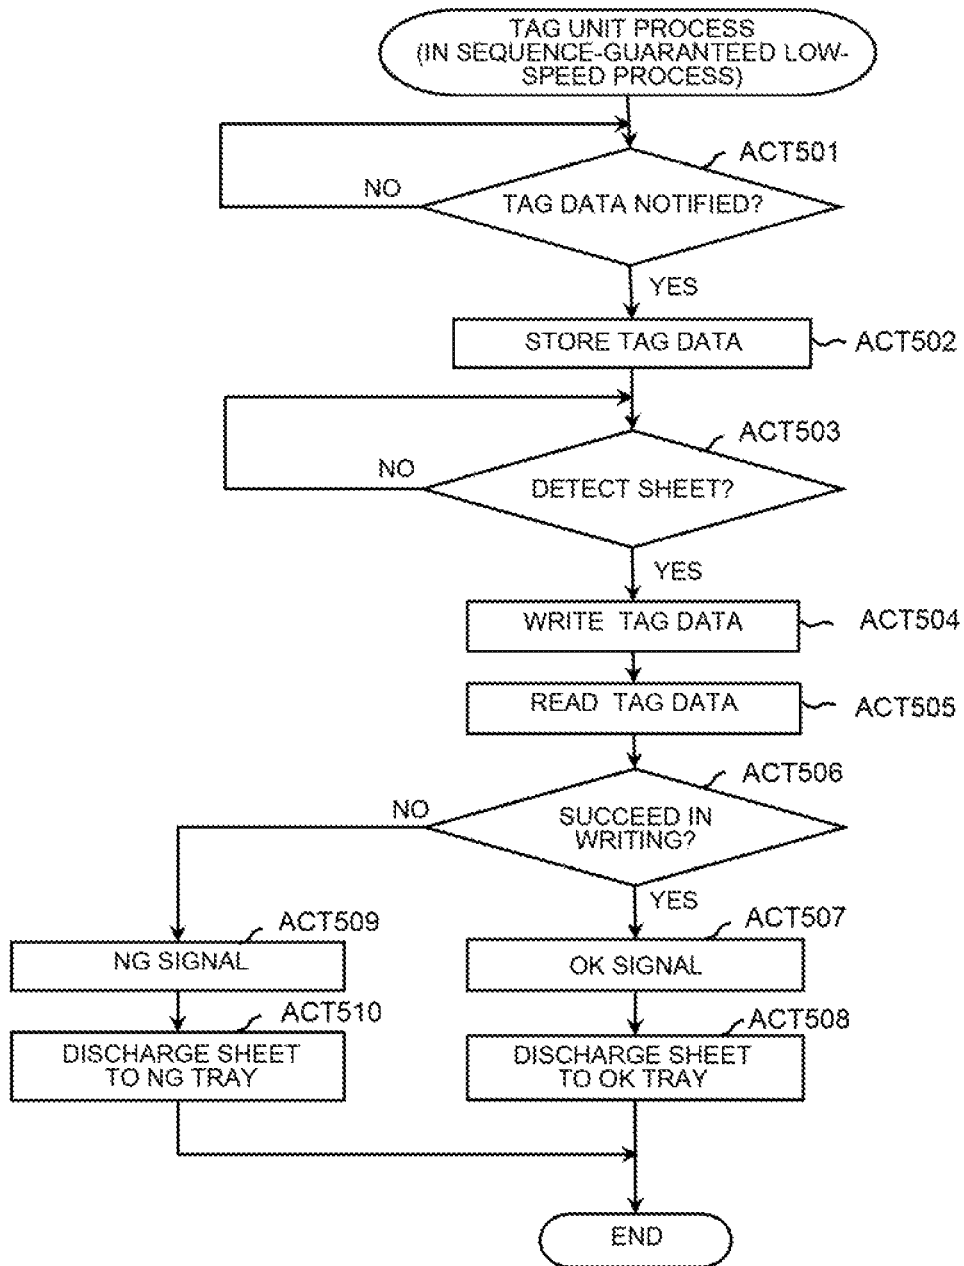 TAG UNIT PROCESS
(IN SEQUENCE-GUARANTEED LOW-
SPEED PROCESS)
ACT501
NO
TAG DATA NOTIFIED?
YES
STORE TAG DATA
ACT502
ACT503
NO
DETECT SHEET?
YES
WRITE TAG DATA
ACT504
READ TAG DATA
ACT505
ACT506
NO
SUCCEED IN
WRITING?
YES
ACT509
ACT507
NG SIGNAL
OK SIGNAL
ACT510
ACT508
DISCHARGE SHEET
TO NG TRAY
DISCHARGE SHEET
TO OK TRAY
END